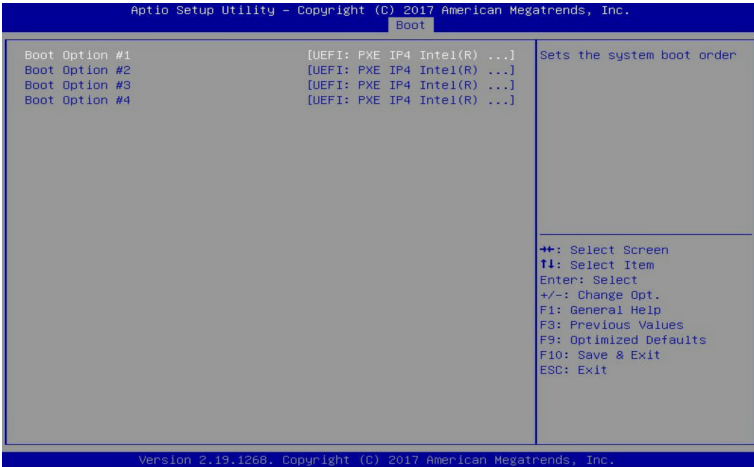 Aptio Setup Utility – Copyright (C) 2017 American Megatrends, Inc.
Boot
Boot Option #1 [UEFI: PXE IP4 Intel(R) ...]
Boot Option #2 [UEFI: PXE IP4 Intel(R) ...]
Boot Option #3 [UEFI: PXE IP4 Intel(R) ...]
Boot Option #4 [UEFI: PXE IP4 Intel(R) ...]
Sets the system boot order
→←: Select Screen
↑↓: Select Item
Enter: Select
+/-: Change Opt.
F1: General Help
F3: Previous Values
F9: Optimized Defaults
F10: Save & Exit
ESC: Exit
Version 2.19.1268. Copyright (C) 2017 American Megatrends, Inc.